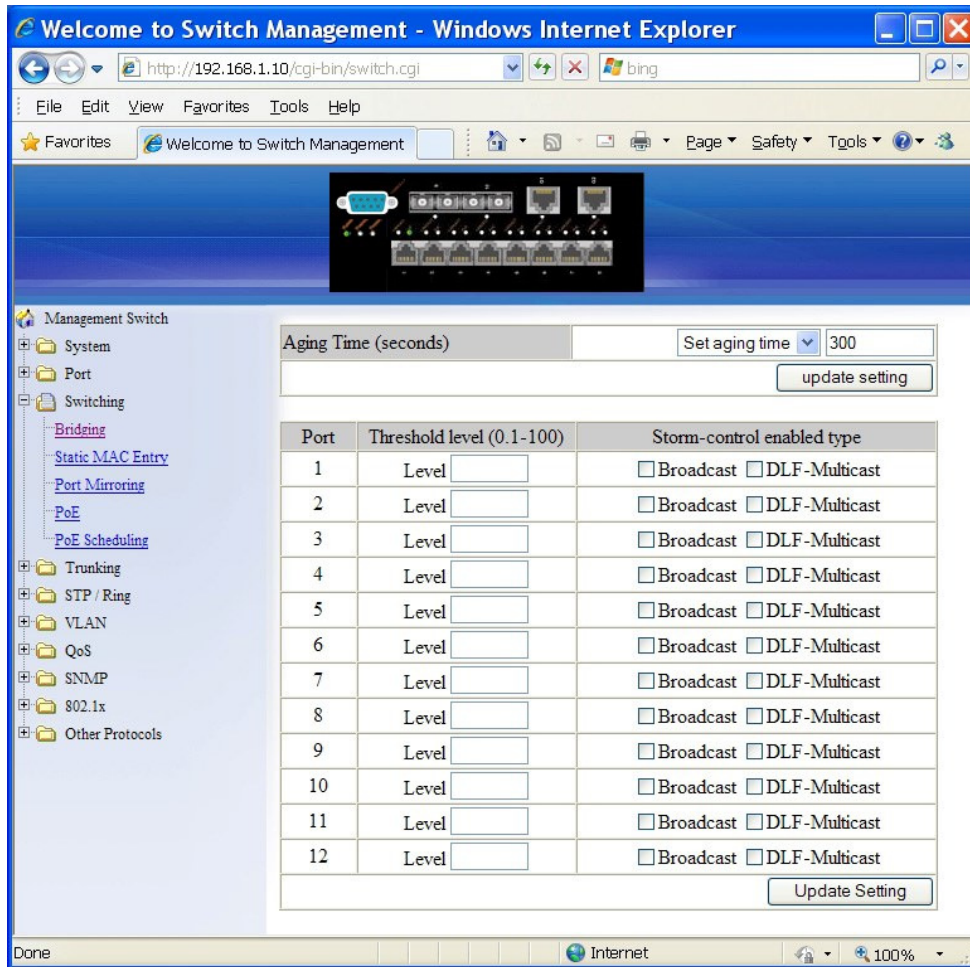 Welcome to Switch Management - Windows Internet Explorer
http://192.168.1.10/cgi-bin/switch.cgi
bing
File Edit View Favorites Tools Help
Favorites
Welcome to Switch Management
Page Safety Tools
Management Switch
System
Port
Switching
Bridging
Static MAC Entry
Port Mirroring
PoE
PoE Scheduling
Trunking
STP / Ring
VLAN
QoS
SNMP
802.1x
Other Protocols
Aging Time (seconds) Set aging time 300
update setting
Port Threshold level (0.1-100) Storm-control enabled type
1 Level Broadcast DLF-Multicast
2 Level Broadcast DLF-Multicast
3 Level Broadcast DLF-Multicast
4 Level Broadcast DLF-Multicast
5 Level Broadcast DLF-Multicast
6 Level Broadcast DLF-Multicast
7 Level Broadcast DLF-Multicast
8 Level Broadcast DLF-Multicast
9 Level Broadcast DLF-Multicast
10 Level Broadcast DLF-Multicast
11 Level Broadcast DLF-Multicast
12 Level Broadcast DLF-Multicast
Update Setting
Done Internet 100%